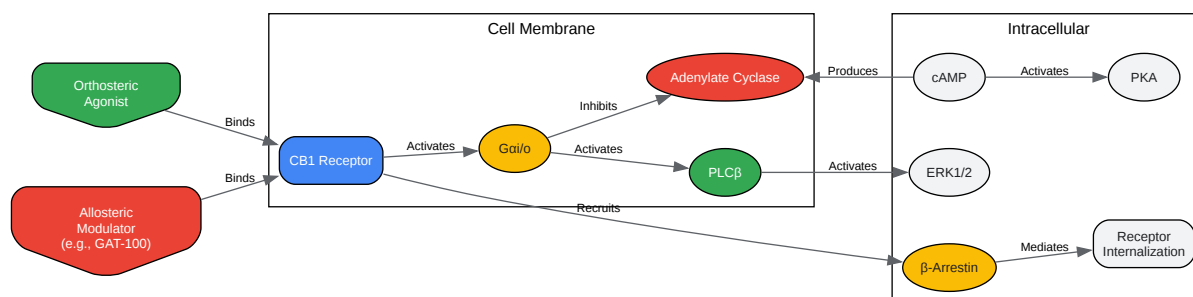 Cell Membrane
Intracellular
Orthosteric
Agonist
Binds
Allosteric
Modulator
(e.g., GAT-100)
Binds
CB1 Receptor
Activates
Gαi/o
Inhibits
Adenylate Cyclase
Activates
PLCβ
Recruits
Produces
cAMP
Activates
PKA
Activates
ERK1/2
β-Arrestin
Mediates
Receptor
Internalization